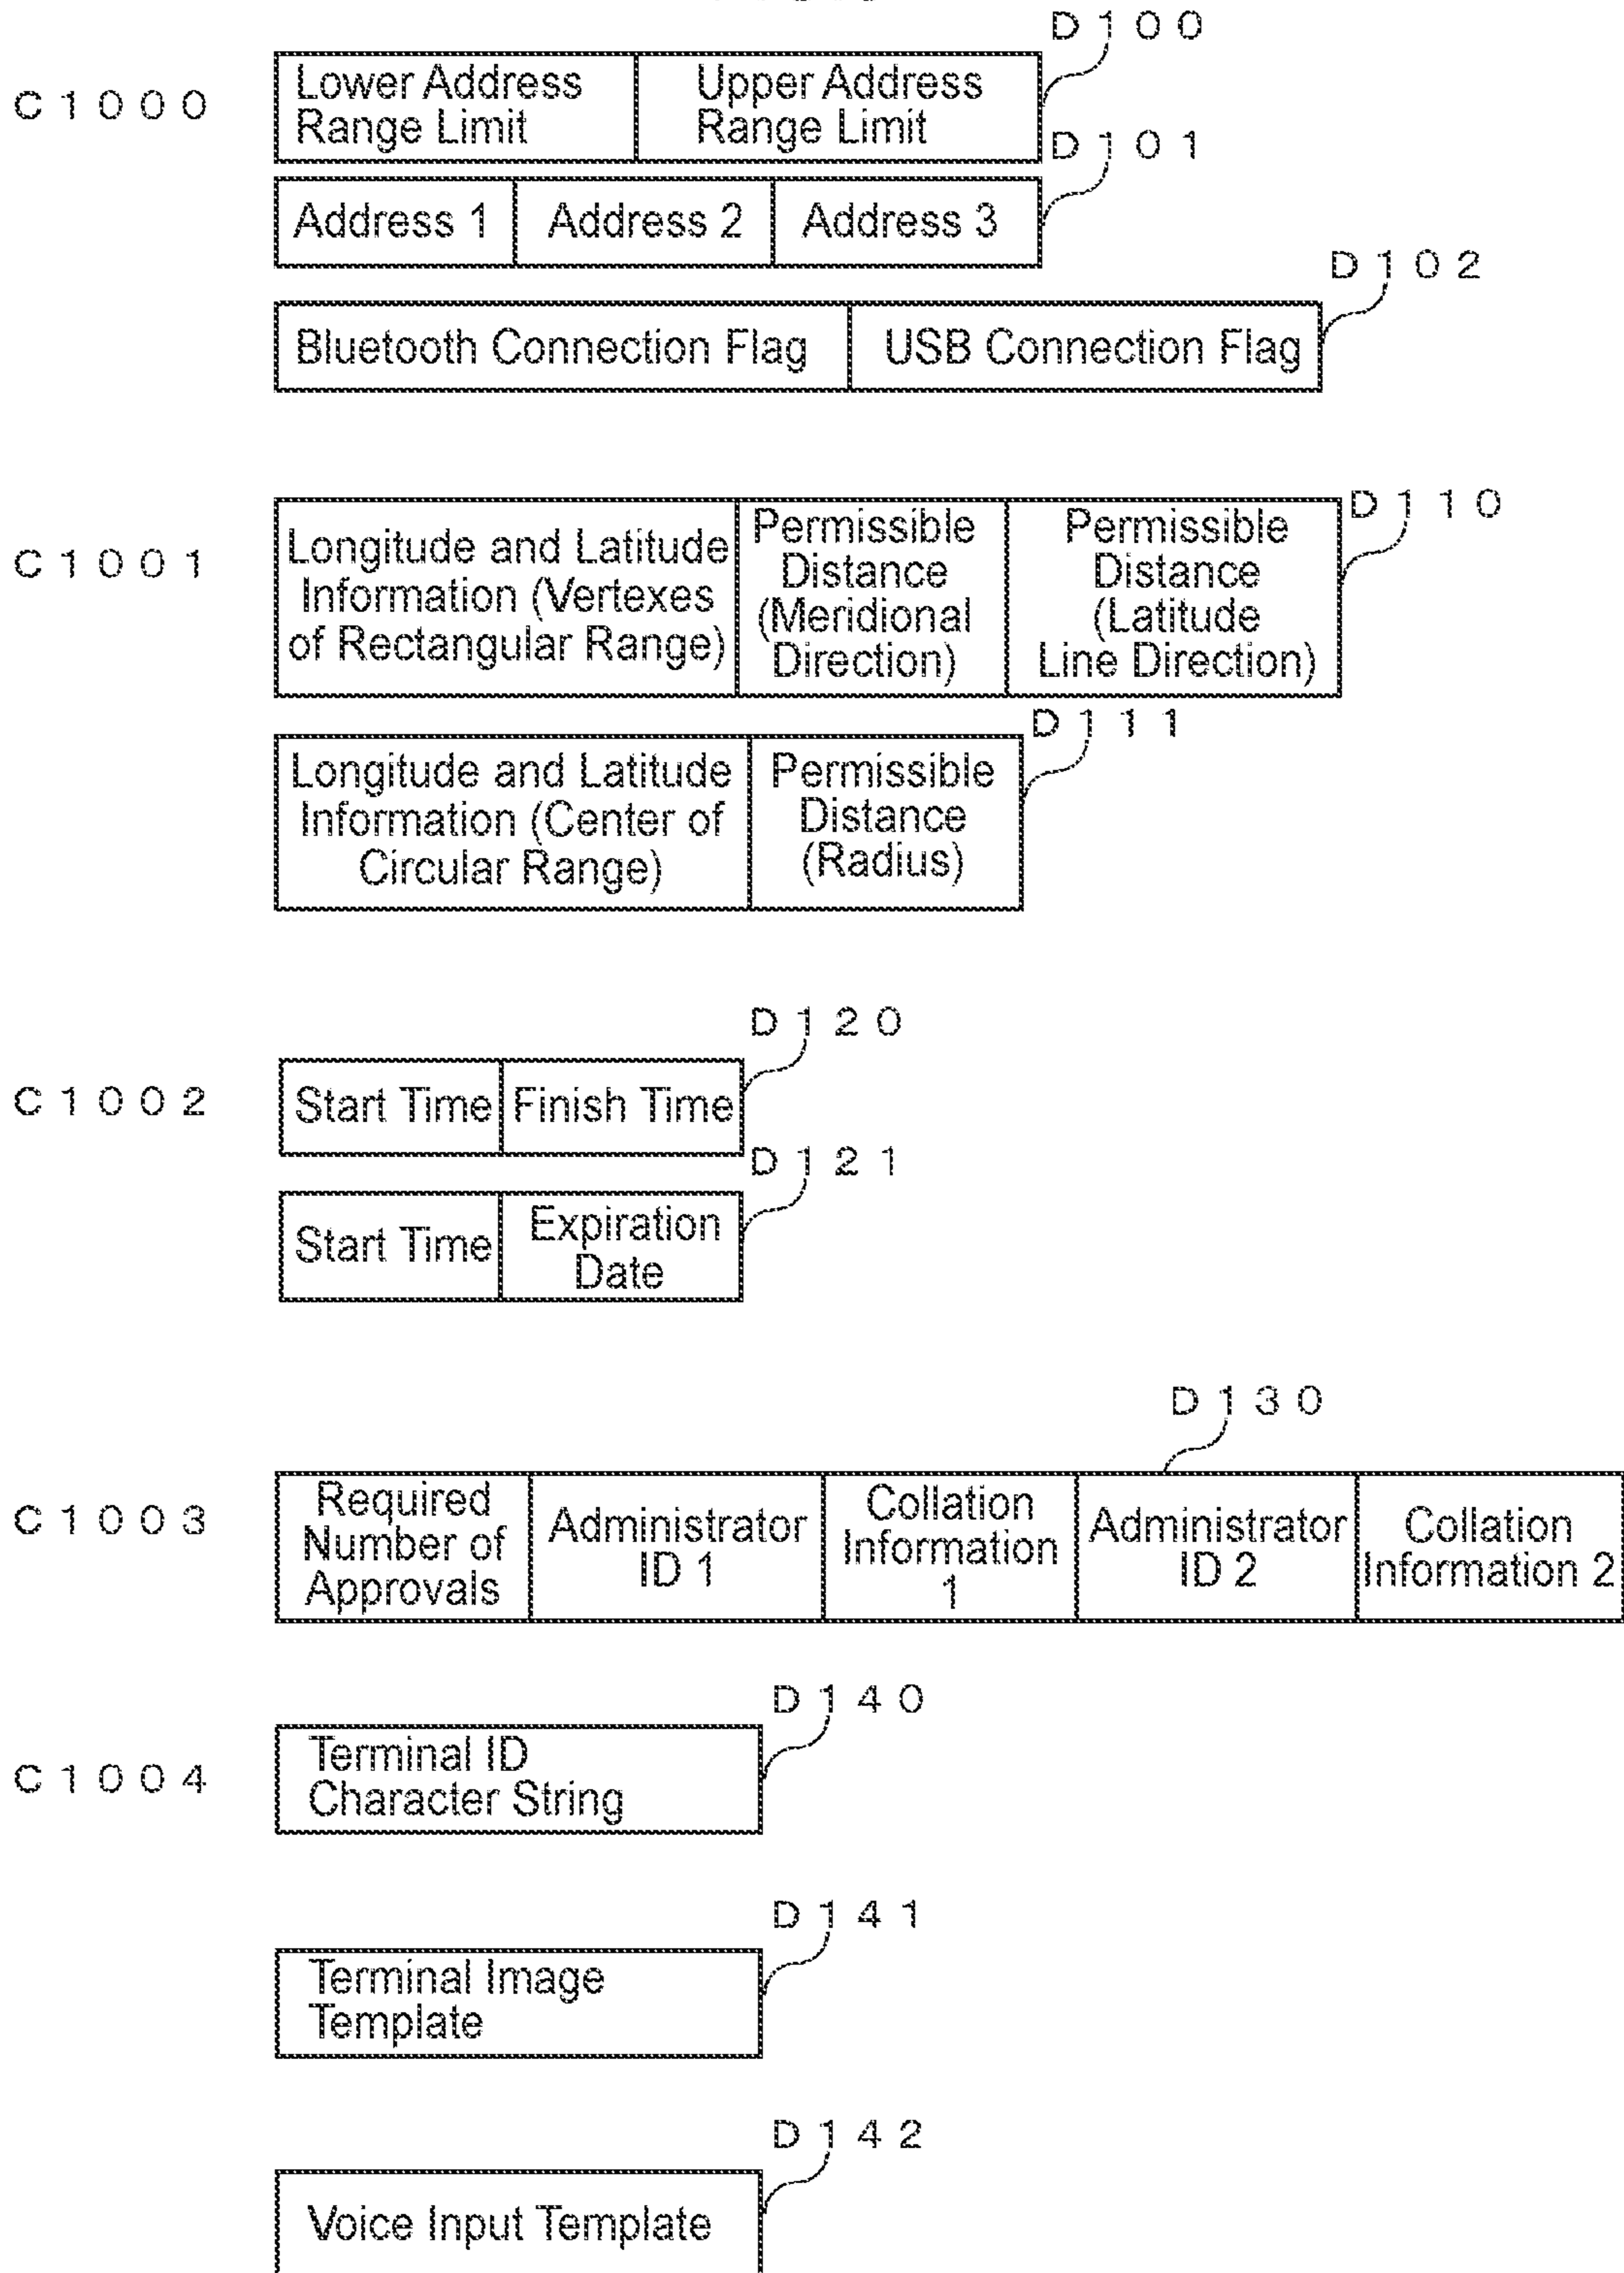 D100
C1000
Lower Address
Range Limit
Upper Address
Range Limit
D101
Address 1
Address 2
Address 3
D102
Bluetooth Connection Flag
USB Connection Flag
D110
C1001
Longitude and Latitude
Information (Vertexes
of Rectangular Range)
Permissible
Distance
(Meridional
Direction)
Permissible
Distance
(Latitude
Line Direction)
D111
Longitude and Latitude
Information (Center of
Circular Range)
Permissible
Distance
(Radius)
D120
C1002
Start Time
Finish Time
D121
Start Time
Expiration
Date
D130
C1003
Required
Number of
Approvals
Administrator
ID 1
Collation
Information
1
Administrator
ID 2
Collation
Information 2
D140
C1004
Terminal ID
Character String
D141
Terminal Image
Template
D142
Voice Input Template